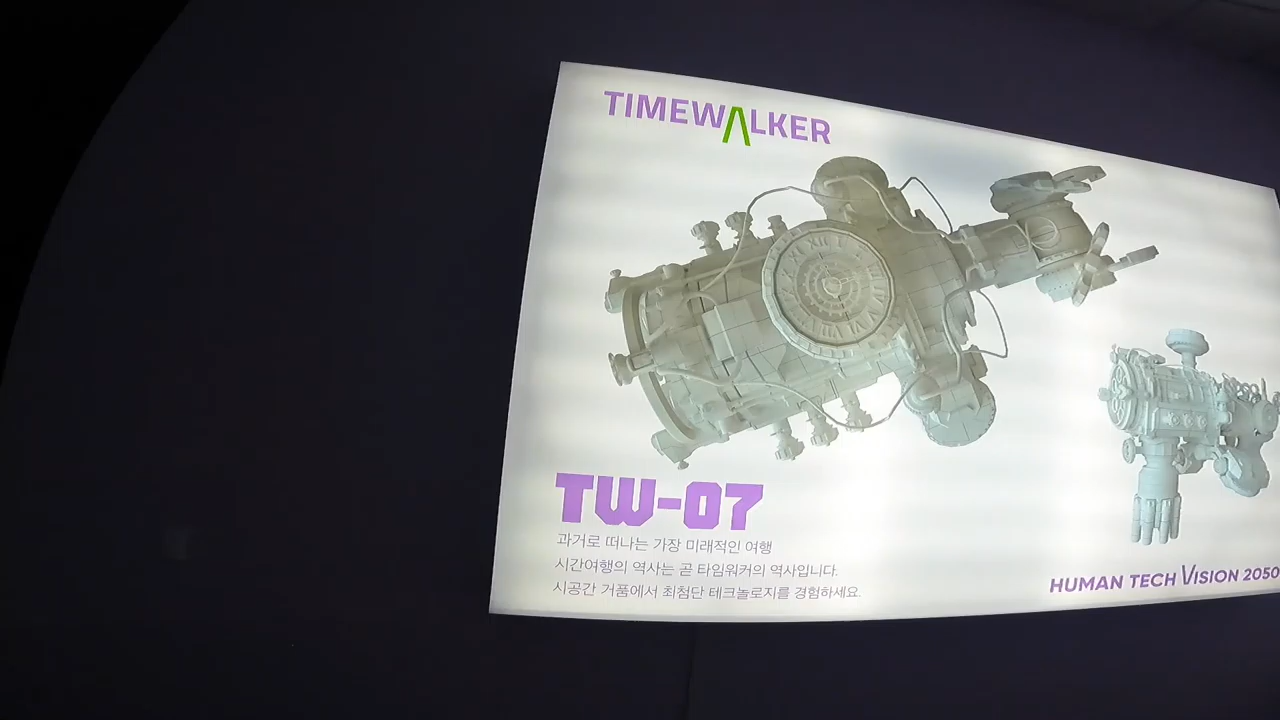 TIMEWALKER
TW-07
과거로 떠나는 가장 미래적인 여행
시간여행의 역사는 곧 타임워커의 역사입니다.
시공간 거품에서 최첨단 테크놀로지를 경험하세요.
HUMAN TECH VISION 2050